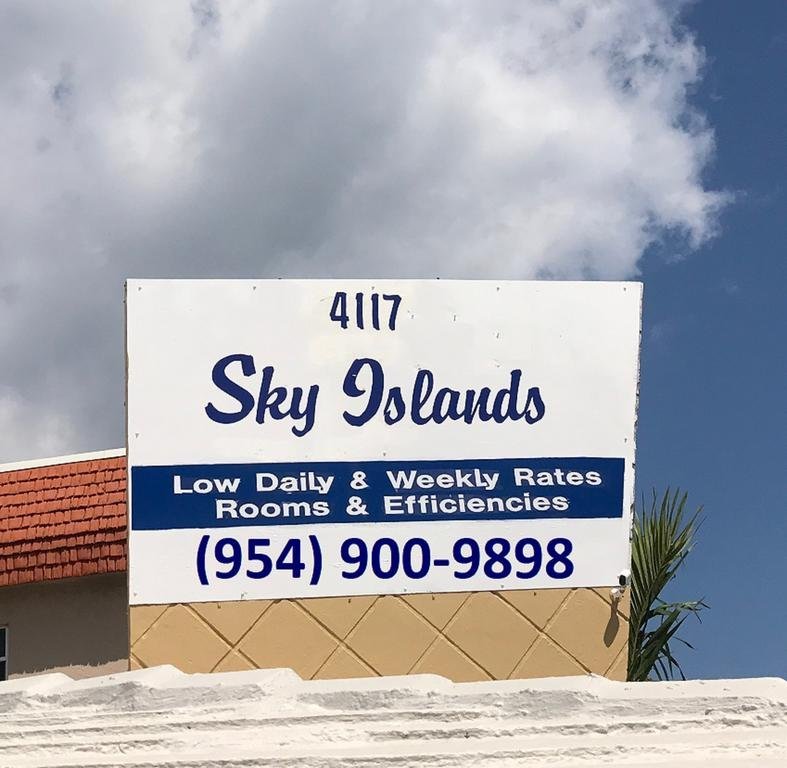 4117
Sky Islands
Low Daily & Weekly Rates
Rooms & Efficiencies
(954) 900-9898